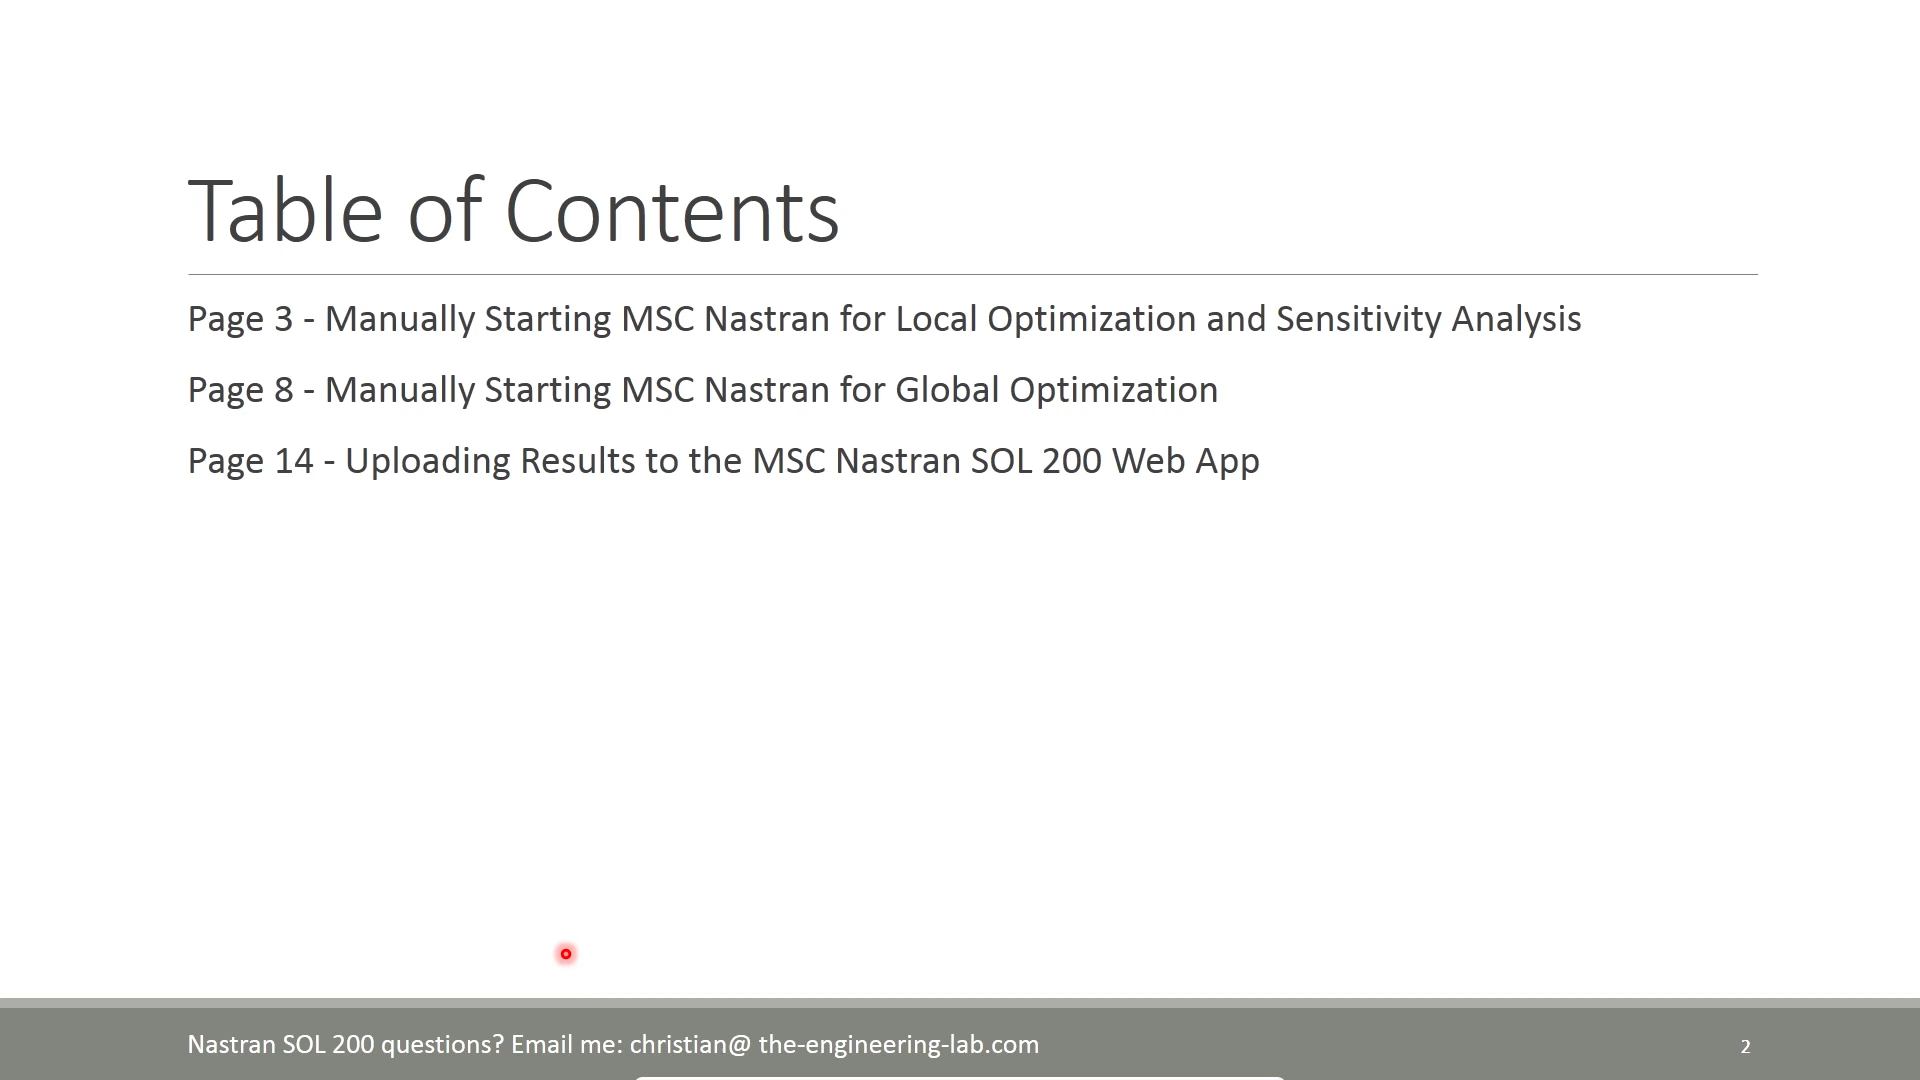 Table of Contents
Page 3 - Manually Starting MSC Nastran for Local Optimization and Sensitivity Analysis
Page 8 - Manually Starting MSC Nastran for Global Optimization
Page 14 - Uploading Results to the MSC Nastran SOL 200 Web App
Nastran SOL 200 questions? Email me: christian@ the-engineering-lab.com
2